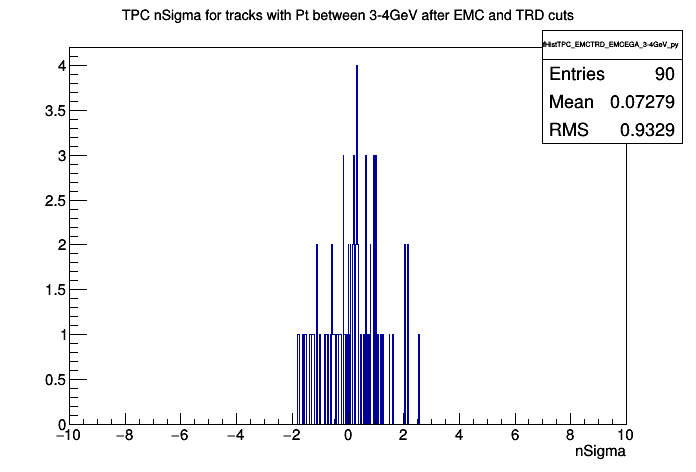 TPC nSigma for tracks with Pt between 3-4GeV after EMC and TRD cuts
fHistTPC_EMCTRD_EMCEGA_3-4GeV_py
Entries 90
Mean 0.07279
RMS 0.9329
4
3.5
3
2.5
2
1.5
1
0.5
0
−10 −8 −6 −4 −2 0 2 4 6 8 10
nSigma